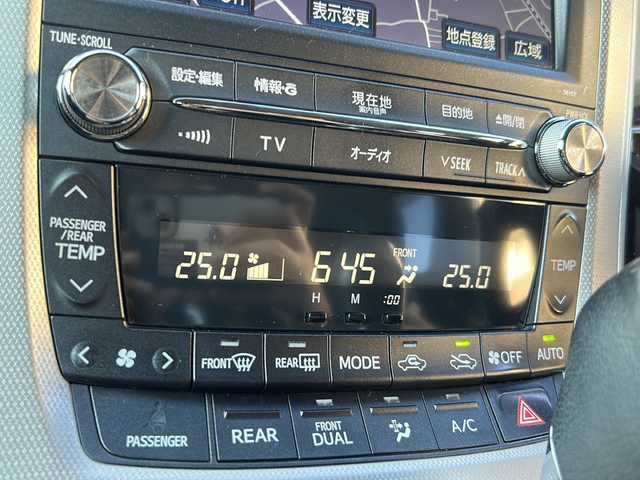 表示変更
地点登録
広域
TUNE・SCROLL
設定・編集
情報・G
現在地
案内音声
目的地
▲開/閉
TV
オーディオ
∨SEEK
TRACK∧
PASSENGER
/REAR
TEMP
25.0
6 45
FRONT
25.0
H
M
:00
TEMP
FRONT
REAR
MODE
OFF
AUTO
PASSENGER
REAR
FRONT
DUAL
A/C